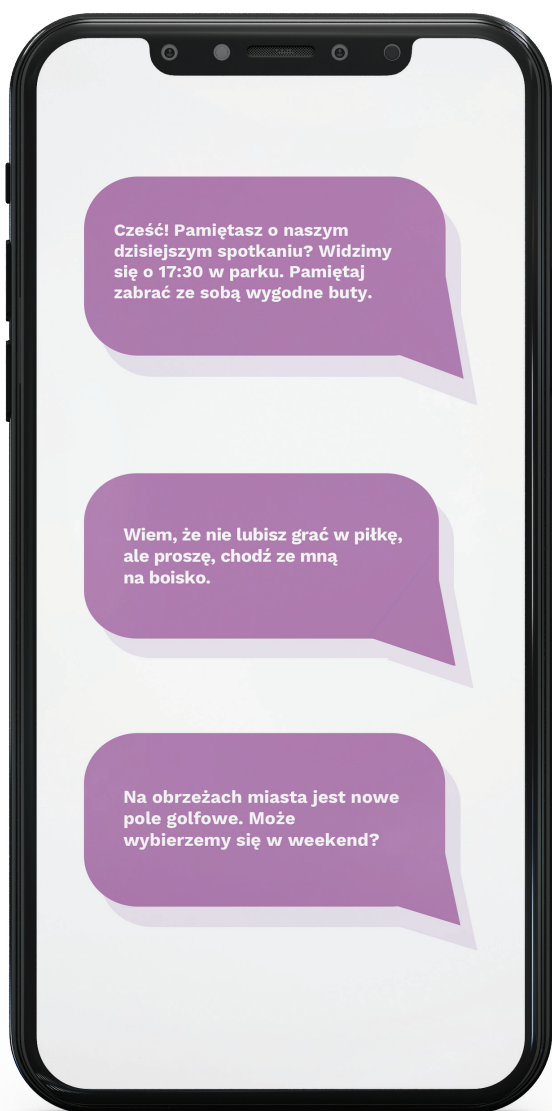 Cześć! Pamiętasz o naszym
dzisiejszym spotkaniu? Widzimy
się o 17:30 w parku. Pamiętaj
zabrać ze sobą wygodne buty.
Wiem, że nie lubisz grać w piłkę,
ale proszę, chodź ze mną
na boisko.
Na obrzeżach miasta jest nowe
pole golfowe. Może
wybierzemy się w weekend?